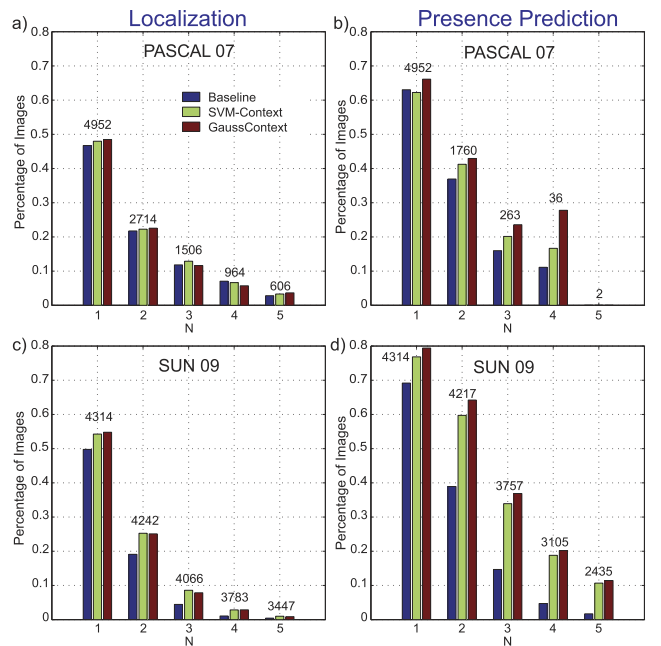 Localization
Presence Prediction
a)
PASCAL 07
Baseline
SVM-Context
GaussContext
Percentage of Images
0.8
0.7
0.6
0.5
0.4
0.3
0.2
0.1
0
4952
2714
1506
964
606
1 2 3 4 5
N
b)
PASCAL 07
Percentage of Images
0.8
0.7
0.6
0.5
0.4
0.3
0.2
0.1
0
4952
1760
263
36
2
1 2 3 4 5
N
c)
SUN 09
Percentage of Images
0.8
0.7
0.6
0.5
0.4
0.3
0.2
0.1
0
4314
4242
4066
3783
3447
1 2 3 4 5
N
d)
SUN 09
Percentage of Images
0.8
0.7
0.6
0.5
0.4
0.3
0.2
0.1
0
4314
4217
3757
3105
2435
1 2 3 4 5
N